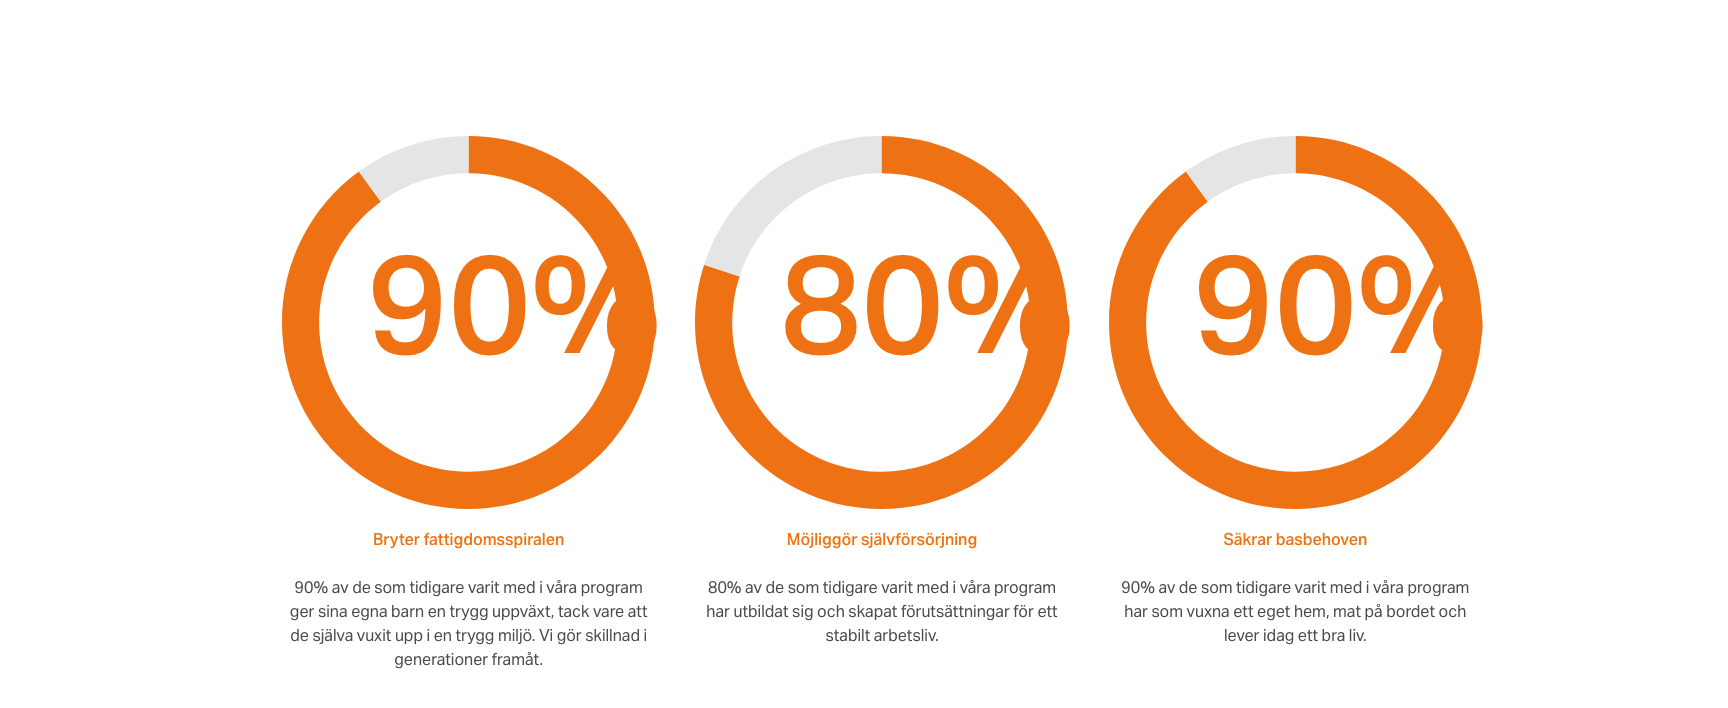 90%
80%
90%
Bryter fattigdomsspiralen
90% av de som tidigare varit med i våra program
ger sina egna barn en trygg uppväxt, tack vare att
de själva vuxit upp i en trygg miljö. Vi gör skillnad i
generationer framåt.
Möjliggör självförsörjning
80% av de som tidigare varit med i våra program
har utbildat sig och skapat förutsättningar för ett
stabilt arbetsliv.
Säkrar basbehoven
90% av de som tidigare varit med i våra program
har som vuxna ett eget hem, mat på bordet och
lever idag ett bra liv.